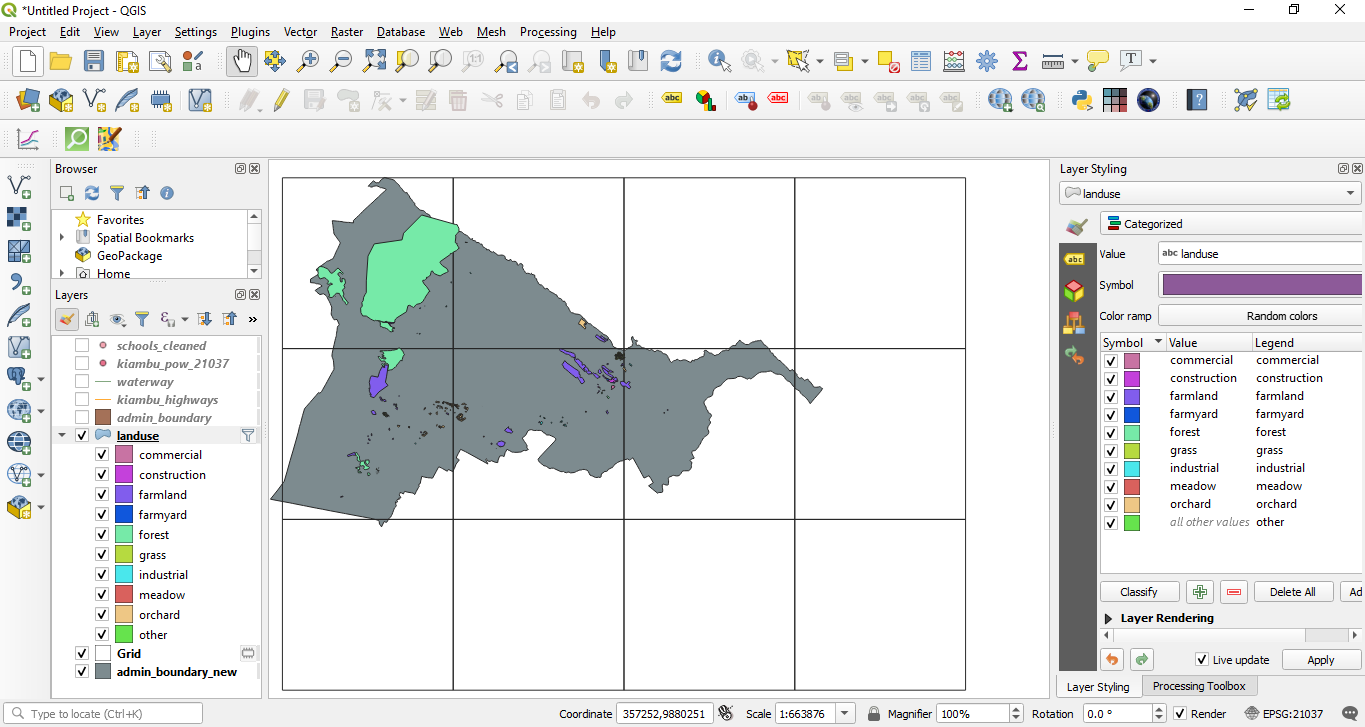 *Untitled Project - QGIS
Project Edit View Layer Settings Plugins Vector Raster Database Web Mesh Processing Help
Browser
Favorites
Spatial Bookmarks
GeoPackage
Home
Layers
schools_cleaned
kiambu_pow_21037
waterway
kiambu_highways
admin_boundary
landuse
commercial
construction
farmland
farmyard
forest
grass
industrial
meadow
orchard
other
Grid
admin_boundary_new
Layer Styling
landuse
Categorized
Value abc landuse
Symbol
Color ramp Random colors
Symbol Value Legend
commercial commercial
construction construction
farmland farmland
farmyard farmyard
forest forest
grass grass
industrial industrial
meadow meadow
orchard orchard
all other values other
Classify Delete All Ad
Layer Rendering
Live update Apply
Layer Styling Processing Toolbox
Type to locate (Ctrl+K) Coordinate 357252,9880251 Scale 1:663876 Magnifier 100% Rotation 0.0 ° Render EPSG:21037